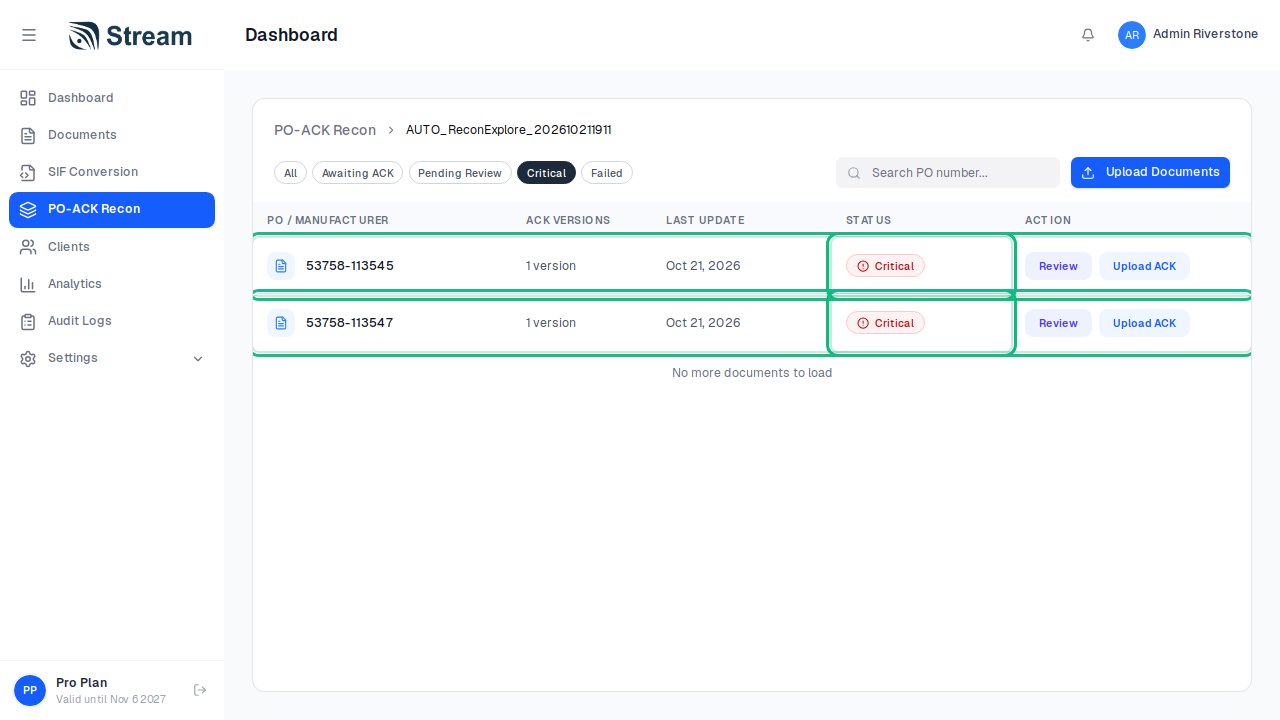 Stream
Dashboard
AR
Admin Riverstone
Dashboard
Documents
SIF Conversion
PO-ACK Recon
Clients
Analytics
Audit Logs
Settings
PP
Pro Plan
Valid until Nov 6 2027
PO-ACK Recon > AUTO_ReconExplore_202610211911
All Awaiting ACK Pending Review Critical Failed
Search PO number...
Upload Documents
PO / MANUFACTURER ACK VERSIONS LAST UPDATE STATUS ACTION
53758-113545 1 version Oct 21, 2026 Critical Review Upload ACK
53758-113547 1 version Oct 21, 2026 Critical Review Upload ACK
No more documents to load